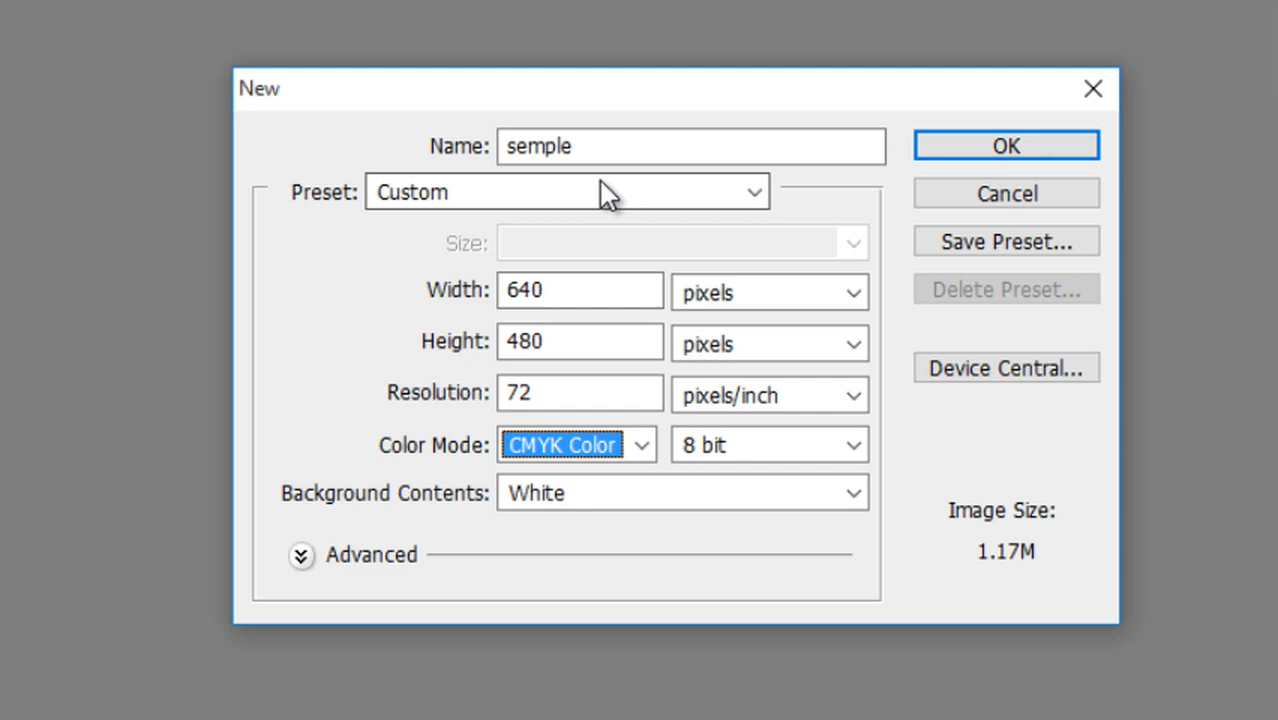 New
Name: semple
OK
Preset: Custom
Cancel
Size:
Save Preset...
Width: 640 pixels
Delete Preset...
Height: 480 pixels
Device Central...
Resolution: 72 pixels/inch
Color Mode: CMYK Color 8 bit
Background Contents: White
Image Size:
1.17M
Advanced